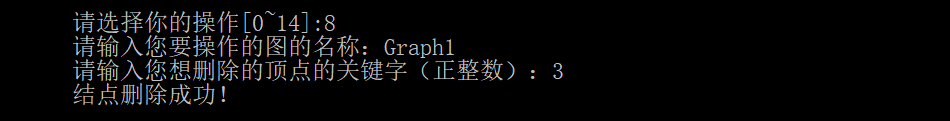 请选择你的操作[0~14]:8
请输入您要操作的图的名称：Graph1
请输入您想删除的顶点的关键字（正整数）：3
结点删除成功！